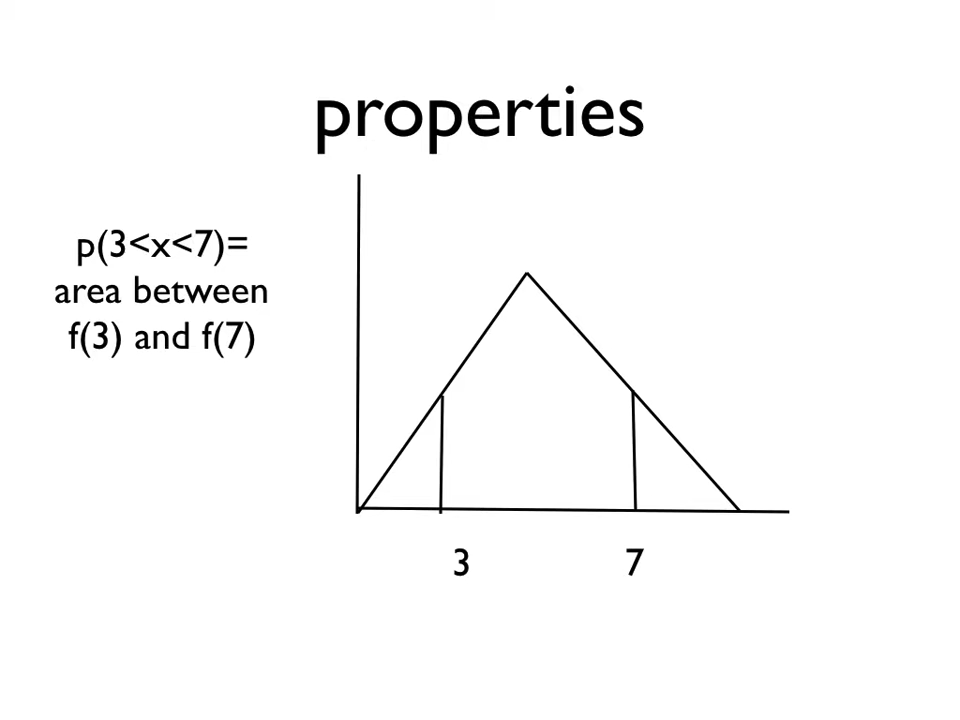 properties
p(3<x<7)=
area between
f(3) and f(7)
3 7